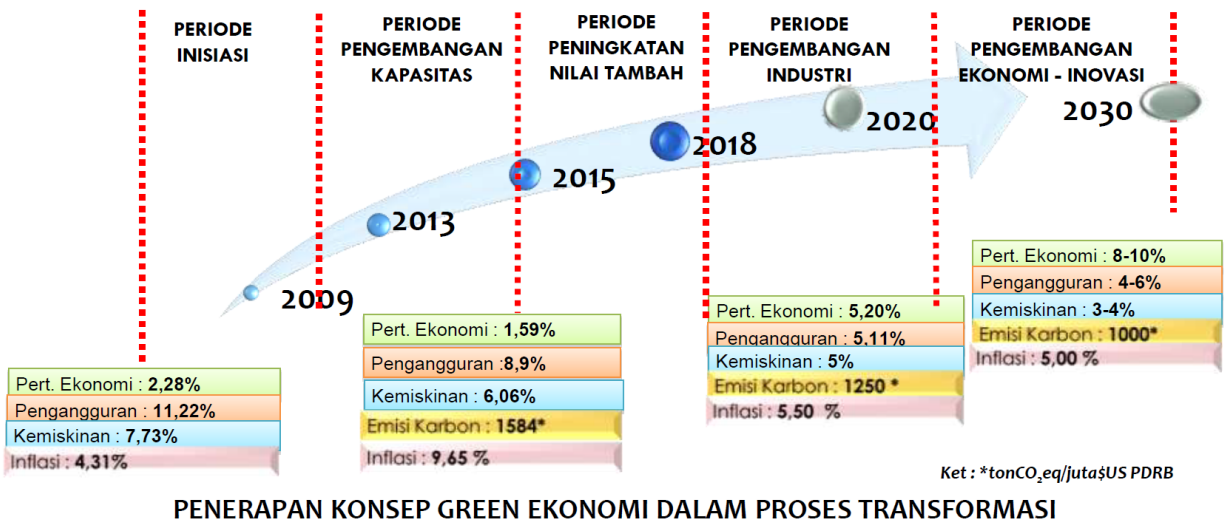 PERIODE
INISIASI
PERIODE
PENGEMBANGAN
KAPASITAS
PERIODE
PENINGKATAN
NILAI TAMBAH
PERIODE
PENGEMBANGAN
INDUSTRI
PERIODE
PENGEMBANGAN
EKONOMI - INOVASI
2009
2013
2015
2018
2020
2030
Pert. Ekonomi : 2,28%
Pengangguran : 11,22%
Kemiskinan : 7,73%
Inflasi : 4,31%
Pert. Ekonomi : 1,59%
Pengangguran :8,9%
Kemiskinan : 6,06%
Emisi Karbon : 1584*
Inflasi : 9,65 %
Pert. Ekonomi : 5,20%
Pengangguran : 5,11%
Kemiskinan : 5%
Emisi Karbon : 1250 *
Inflasi : 5,50 %
Pert. Ekonomi : 8-10%
Pengangguran : 4-6%
Kemiskinan : 3-4%
Emisi Karbon : 1000*
Inflasi : 5,00 %
Ket : *tonCO₂eq/juta$US PDRB
PENERAPAN KONSEP GREEN EKONOMI DALAM PROSES TRANSFORMASI